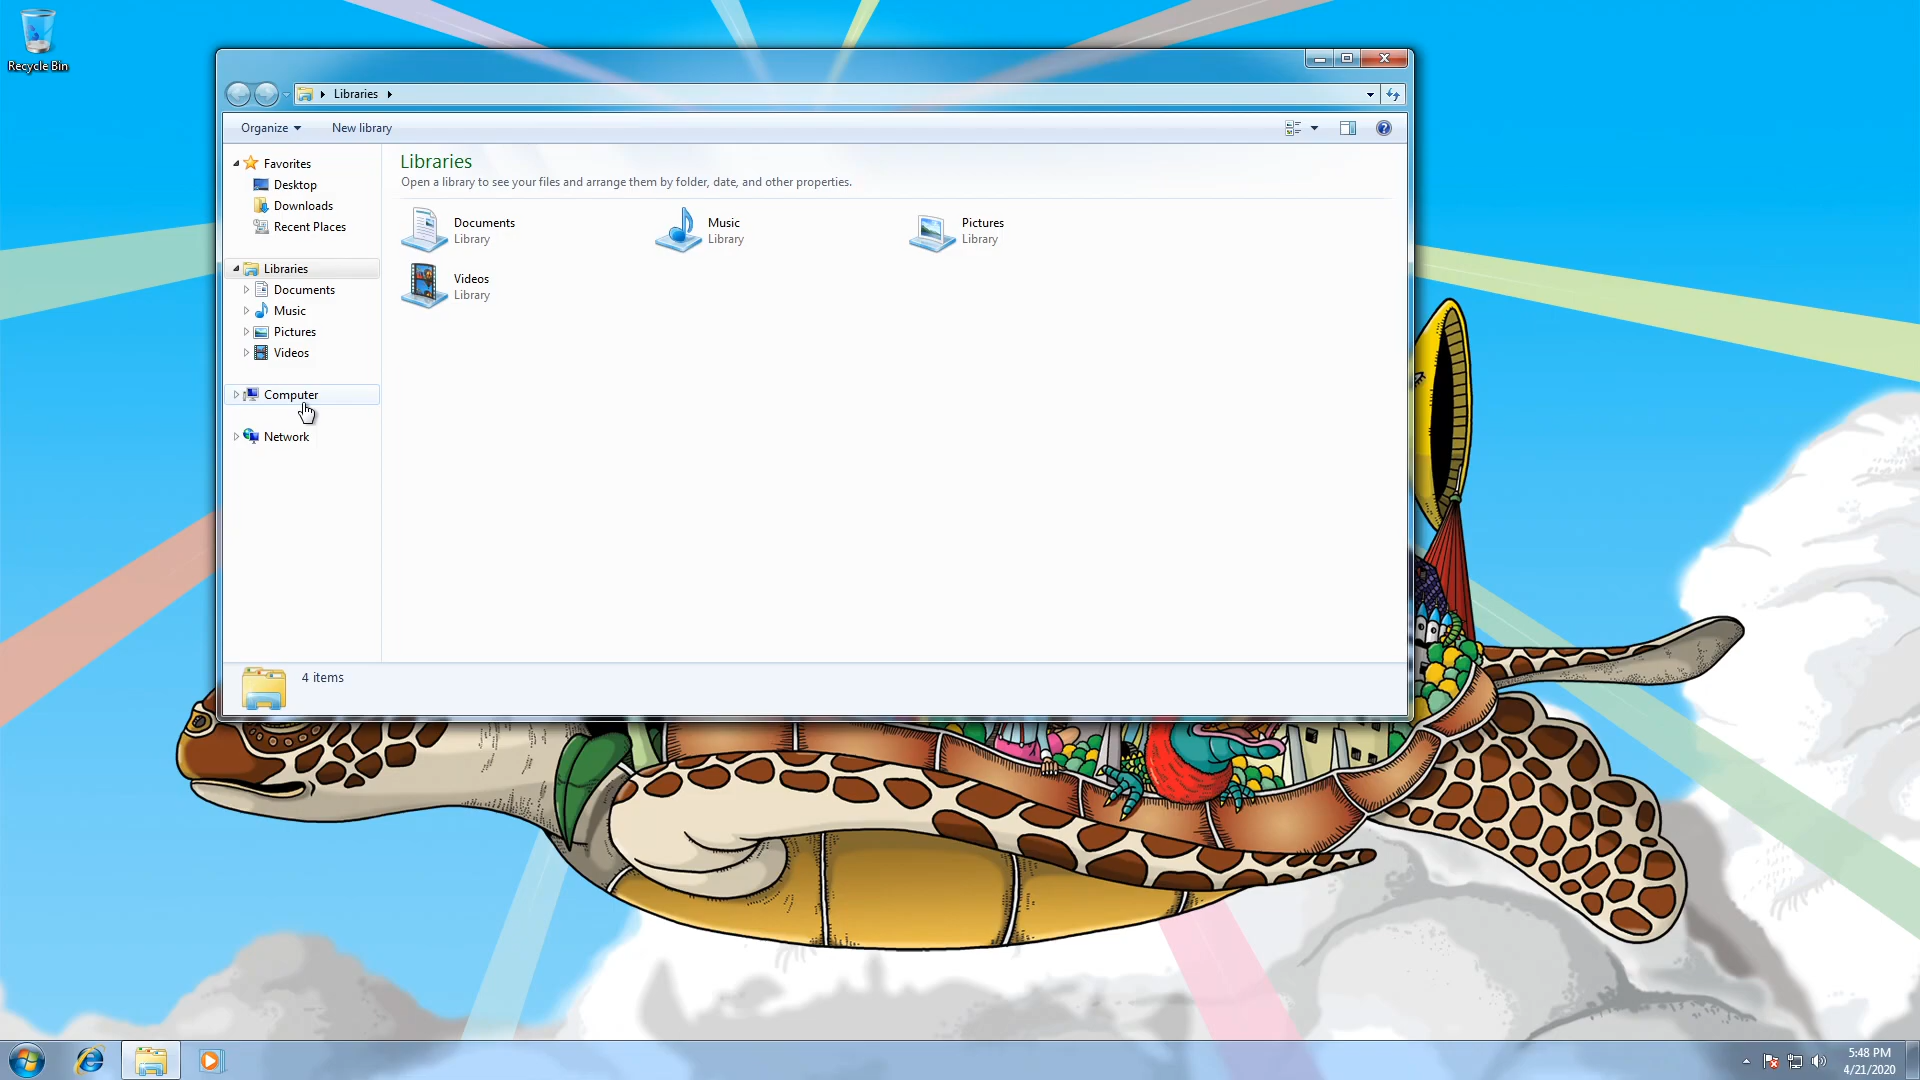 Recycle Bin
Libraries
Organize
New library
Favorites
Desktop
Downloads
Recent Places
Libraries
Documents
Music
Pictures
Videos
Computer
Network
Libraries
Open a library to see your files and arrange them by folder, date, and other properties.
Documents
Library
Music
Library
Pictures
Library
Videos
Library
4 items
5:48 PM
4/21/2020